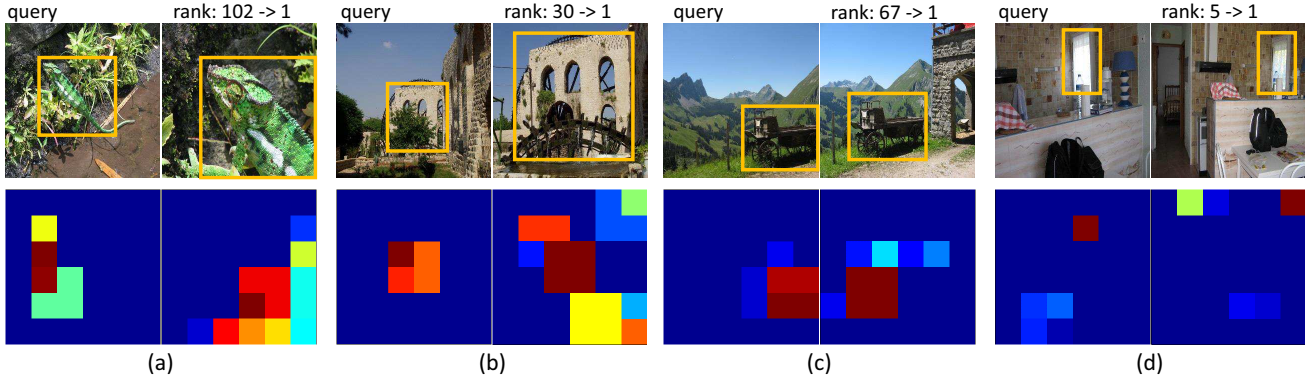 query rank: 102 -> 1 query rank: 30 -> 1 query rank: 67 -> 1 query rank: 5 -> 1
(a) (b) (c) (d)